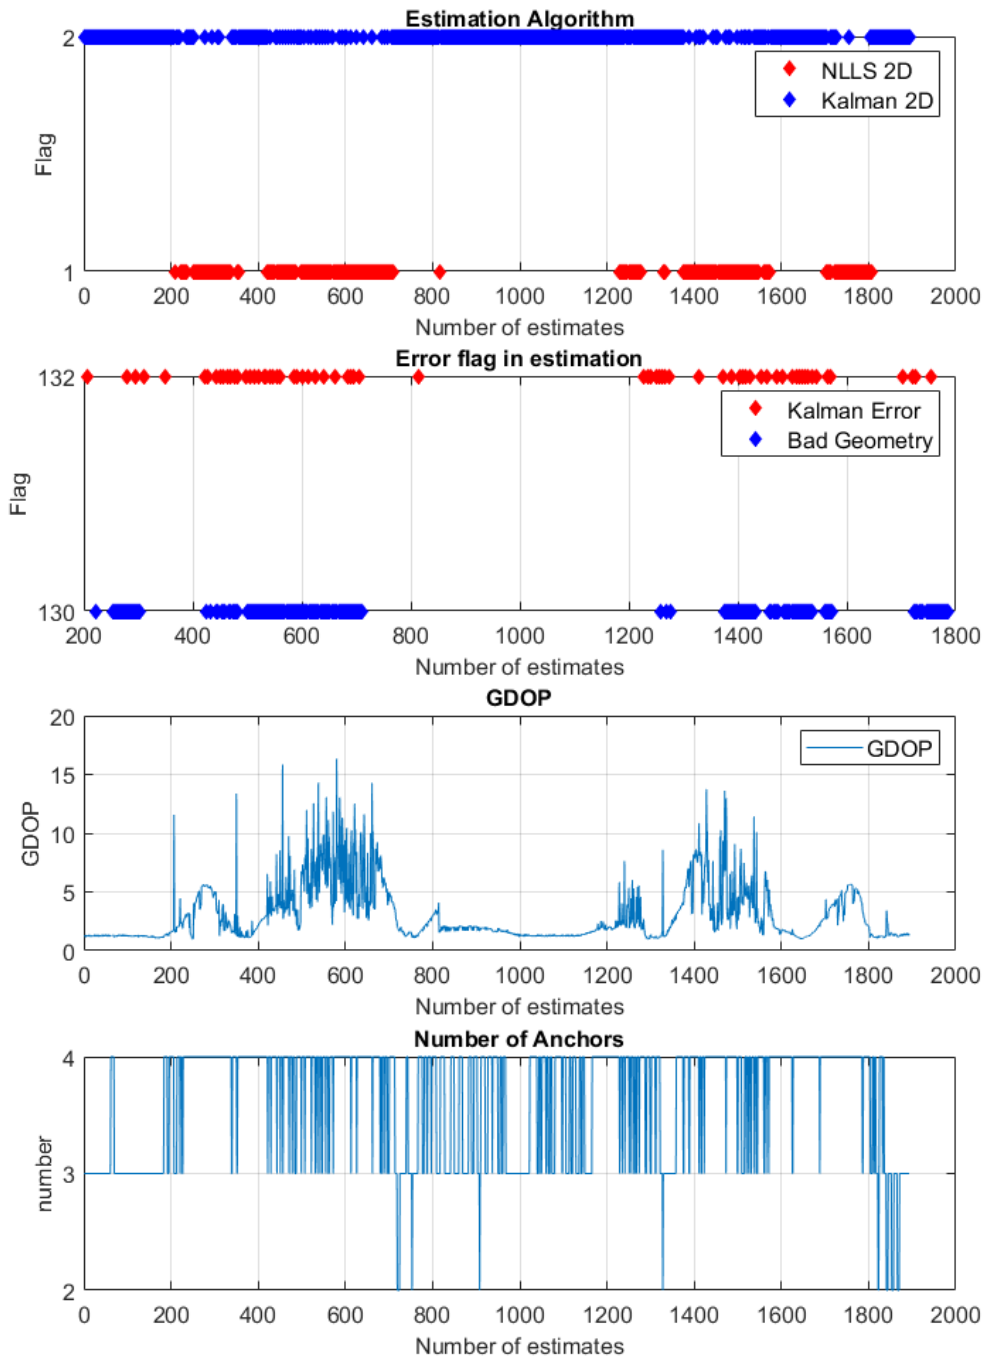 Estimation Algorithm
2
NLLS 2D
Kalman 2D
Flag
1
0 200 400 600 800 1000 1200 1400 1600 1800 2000
Number of estimates
Error flag in estimation
132
Kalman Error
Bad Geometry
Flag
130
200 400 600 800 1000 1200 1400 1600 1800
Number of estimates
GDOP
20
GDOP
15
10
GDOP
5
0
0 200 400 600 800 1000 1200 1400 1600 1800 2000
Number of estimates
Number of Anchors
4
3
number
2
0 200 400 600 800 1000 1200 1400 1600 1800 2000
Number of estimates